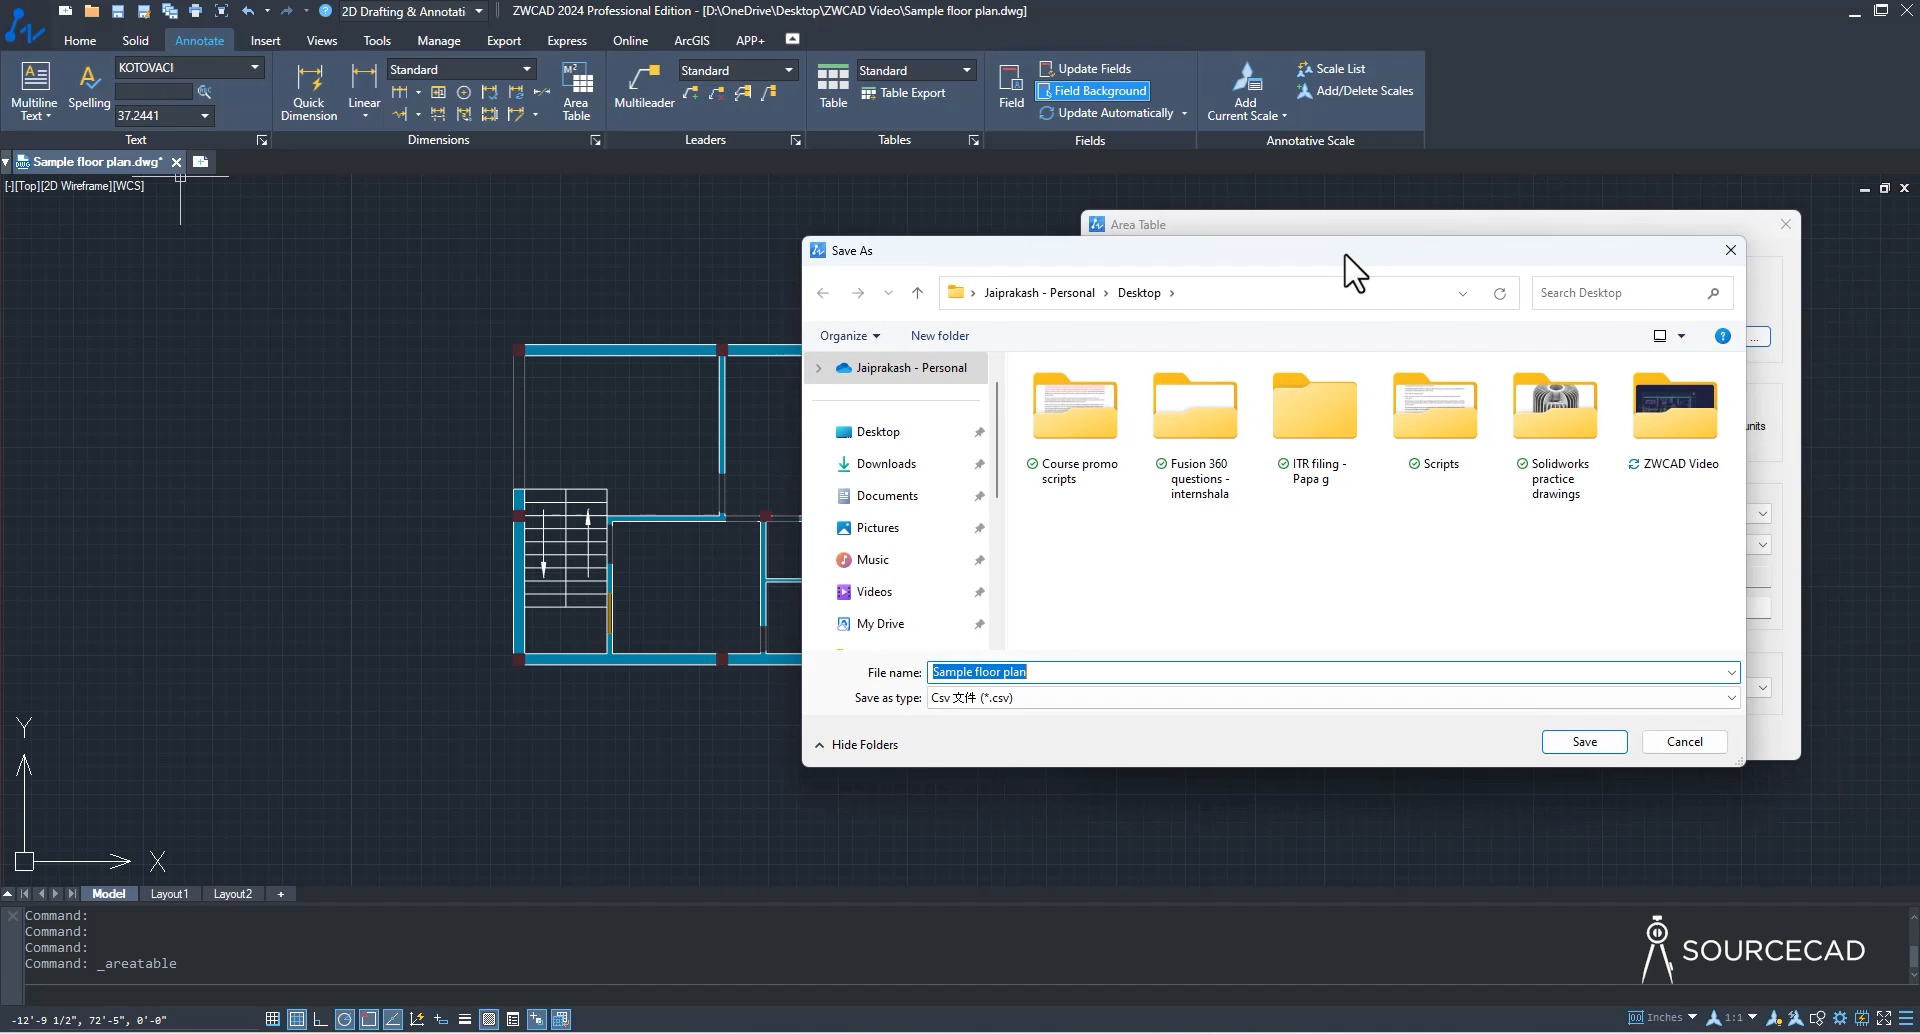 2D Drafting & Annotati
ZWCAD 2024 Professional Edition - [D:\OneDrive\Desktop\ZWCAD Video\Sample floor plan.dwg]
Home Solid Annotate Insert Views Tools Manage Export Express Online ArcGIS APP+
KOTOVACI
37.2441
Multiline Text
Spelling
Text
Quick Dimension
Linear
Standard
Area Table
Dimensions
Multileader
Standard
Leaders
Table
Standard
Table Export
Tables
Field
Update Fields
Field Background
Update Automatically
Fields
Add Current Scale
Scale List
Add/Delete Scales
Annotative Scale
Sample floor plan.dwg*
[-][Top][2D Wireframe][WCS]
Area Table
Save As
Jaiprakash - Personal > Desktop >
Search Desktop
Organize
New folder
Jaiprakash - Personal
Desktop
Downloads
Documents
Pictures
Music
Videos
My Drive
Course promo scripts
Fusion 360 questions - internshala
ITR filing - Papa g
Scripts
Solidworks practice drawings
ZWCAD Video
...
File name: Sample floor plan
Save as type: Csv 文件 (*.csv)
Hide Folders
Save
Cancel
Y
X
Model Layout1 Layout2 +
Command:
Command:
Command:
Command: _areatable
SOURCECAD
-12'-9 1/2", 72'-5", 0'-0"
Inches
1:1